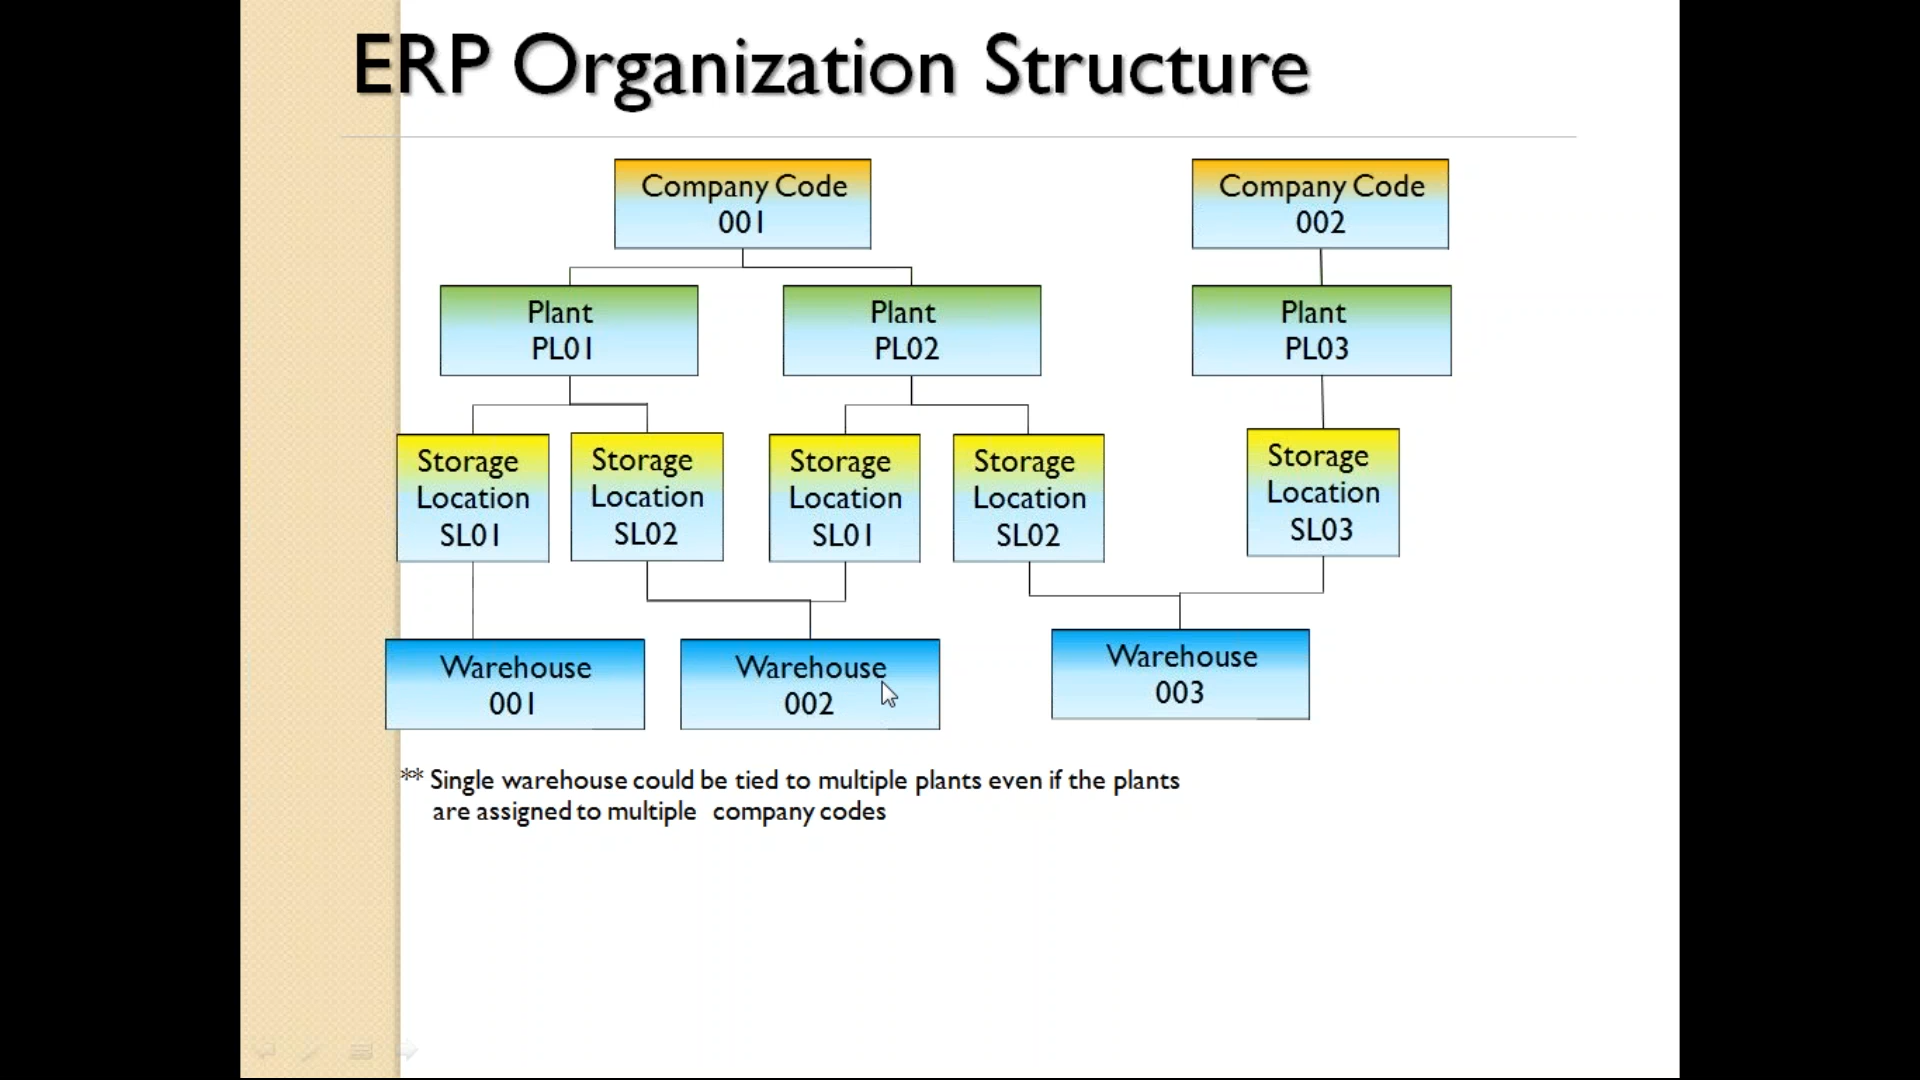 ERP Organization Structure
Company Code
001
Company Code
002
Plant
PL01
Plant
PL02
Plant
PL03
Storage
Location
SL01
Storage
Location
SL02
Storage
Location
SL01
Storage
Location
SL02
Storage
Location
SL03
Warehouse
001
Warehouse
002
Warehouse
003
** Single warehouse could be tied to multiple plants even if the plants
are assigned to multiple company codes